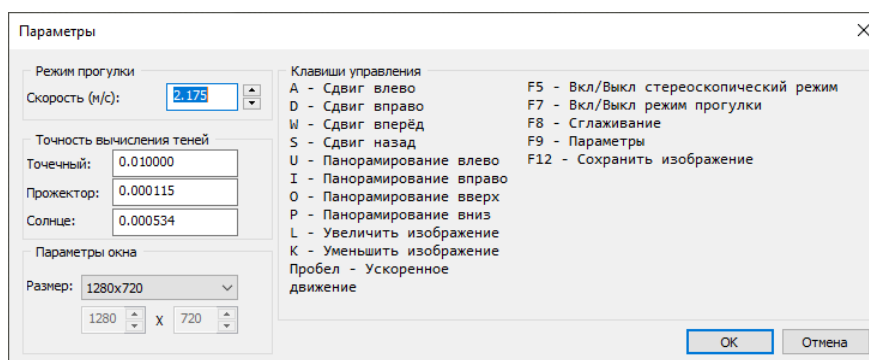 Параметры
Режим прогулки
Скорость (м/с): 2.175
Точность вычисления теней
Точечный: 0.010000
Прожектор: 0.000115
Солнце: 0.000534
Параметры окна
Размер: 1280x720
1280 X 720
Клавиши управления
A - Сдвиг влево
D - Сдвиг вправо
W - Сдвиг вперёд
S - Сдвиг назад
U - Панорамирование влево
I - Панорамирование вправо
O - Панорамирование вверх
P - Панорамирование вниз
L - Увеличить изображение
K - Уменьшить изображение
Пробел - Ускоренное
движение
F5 - Вкл/Выкл стереоскопический режим
F7 - Вкл/Выкл режим прогулки
F8 - Сглаживание
F9 - Параметры
F12 - Сохранить изображение
OK Отмена